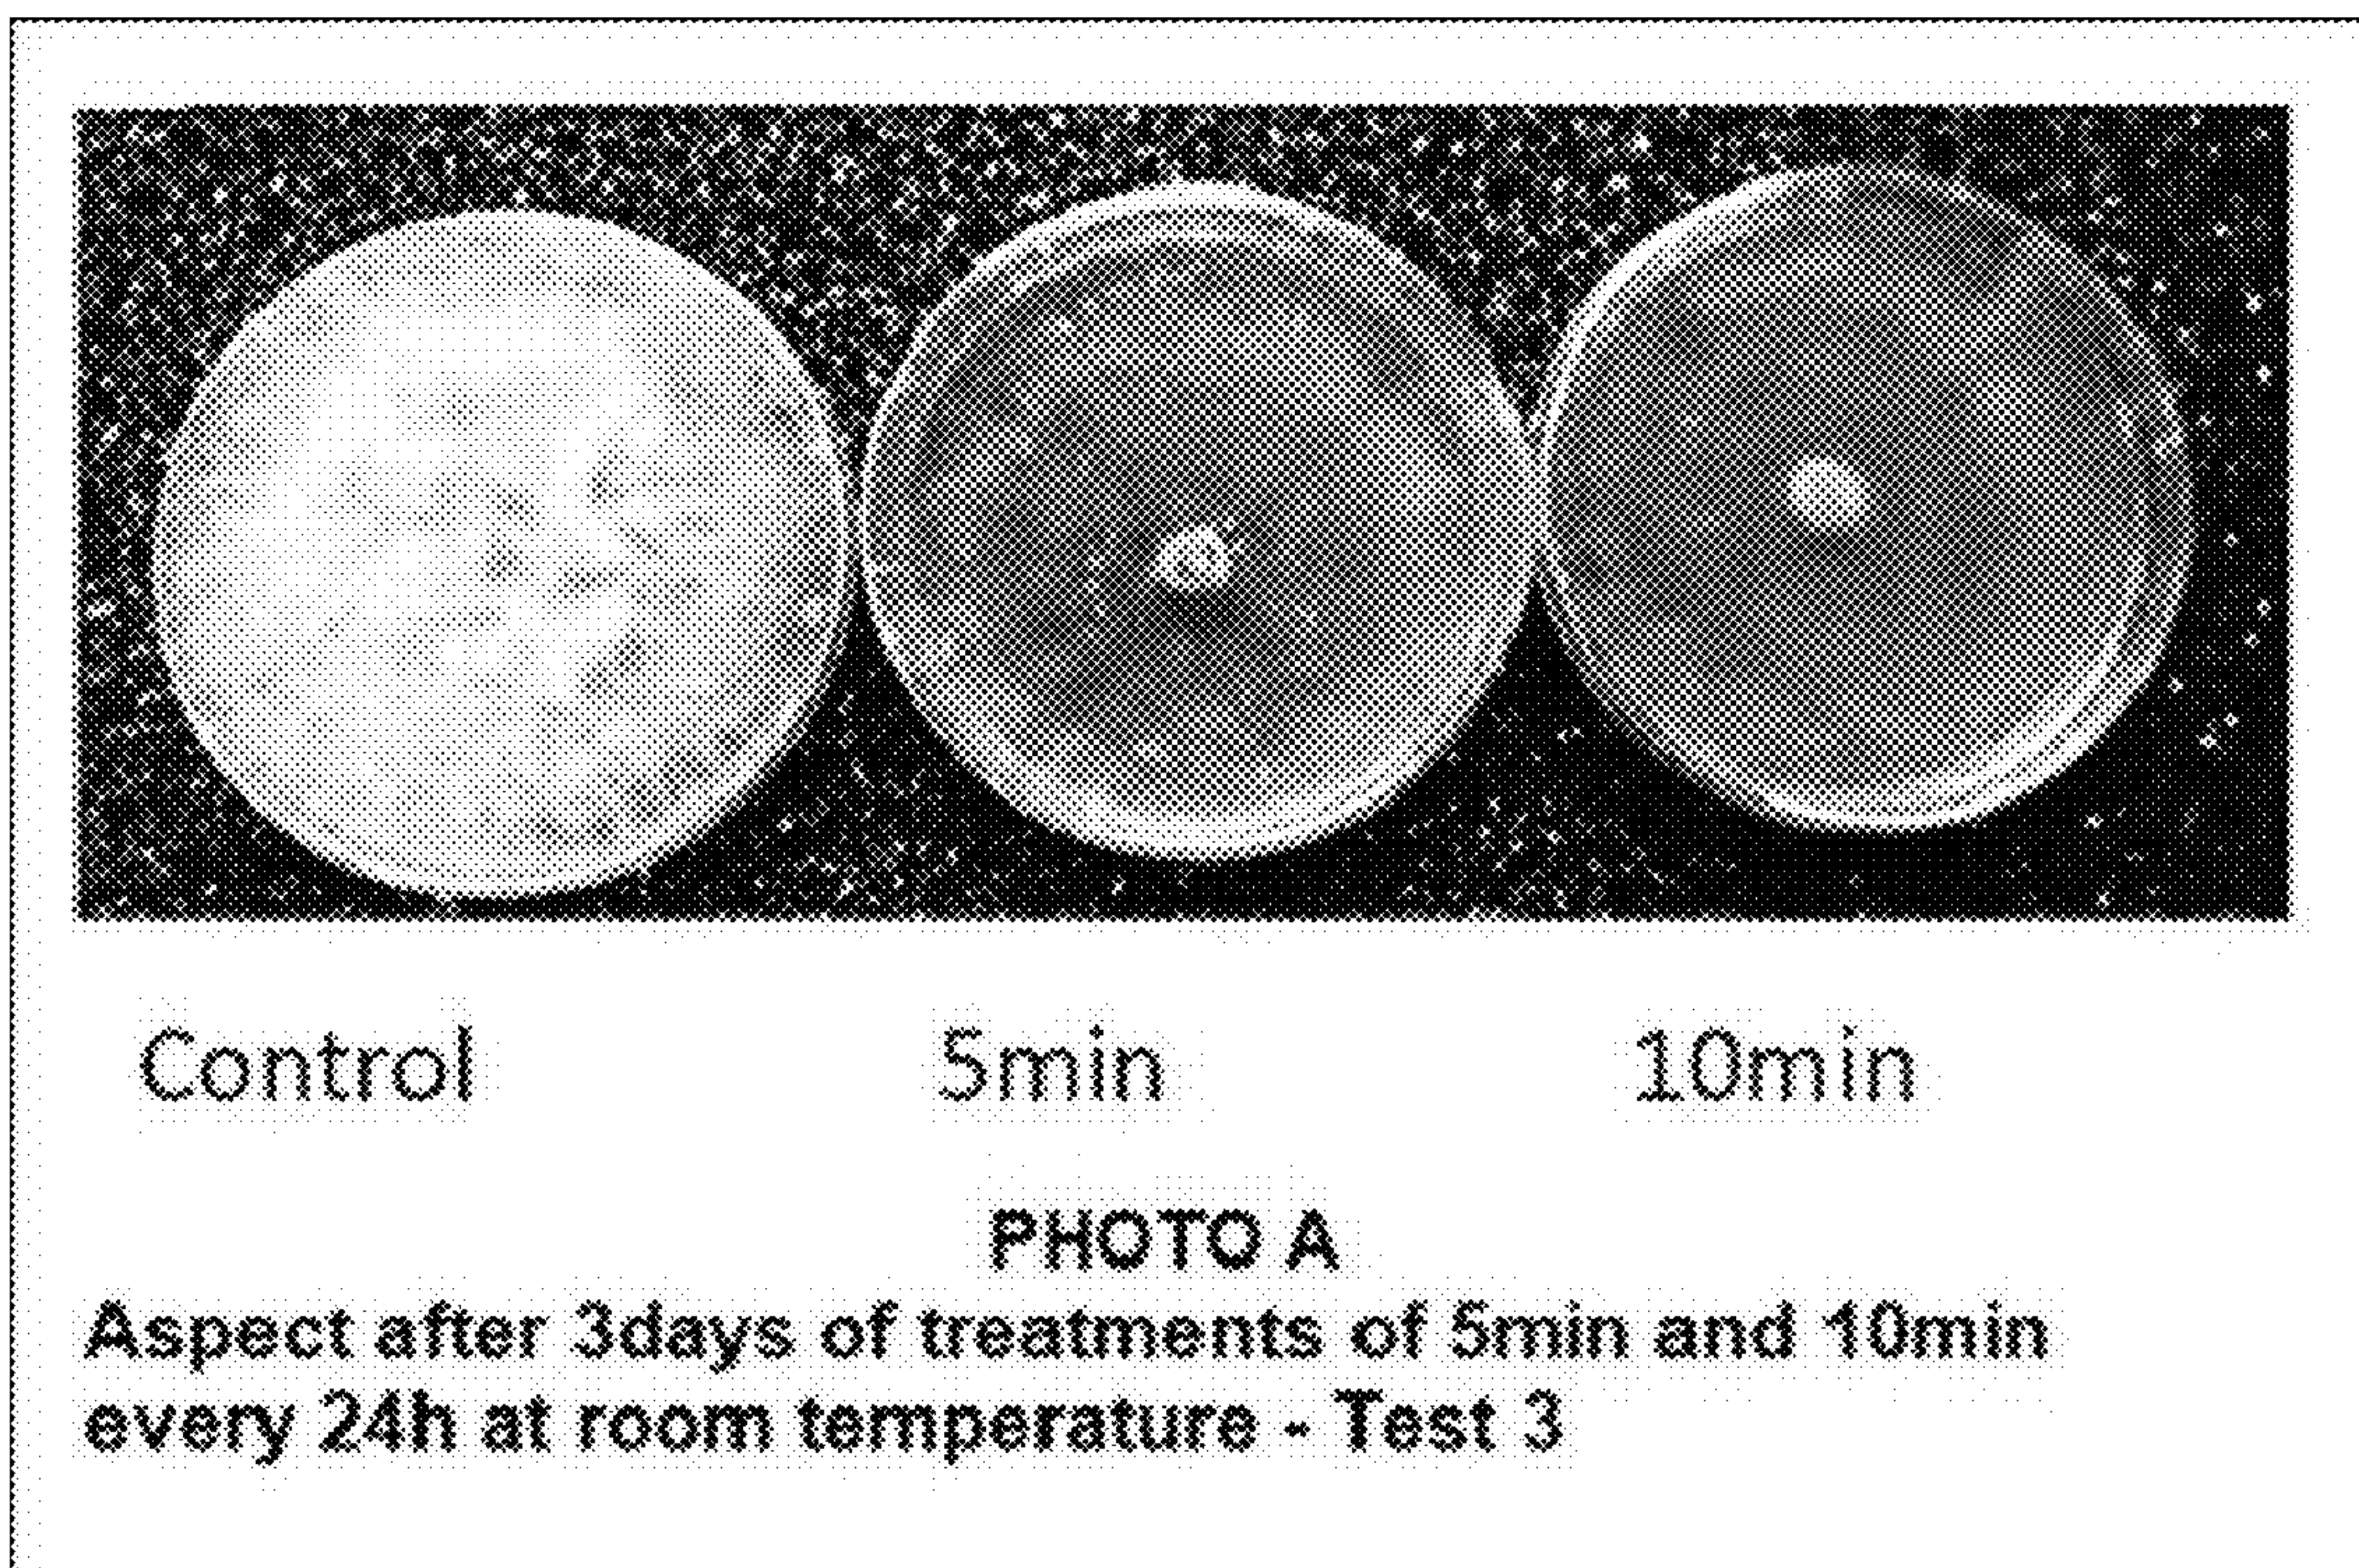 Control 5min 10min
PHOTO A
Aspect after 3days of treatments of 5min and 10min
every 24h at room temperature - Test 3